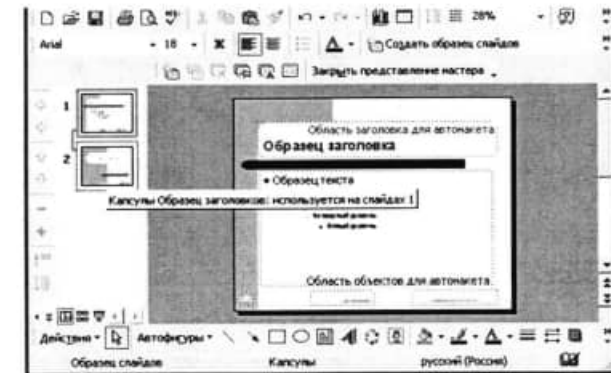 28%
Arial 18 Ж Создать образец слайдов
Закрыть представление мастера
1
2
Область заголовка для автомакета
Образец заголовка
Образец текста
Капсулы Образец заголовков: используется на слайдах 1
Область объектов для автомакета
Действия Автофигуры
Образец слайдов Капсулы русский (Россия)